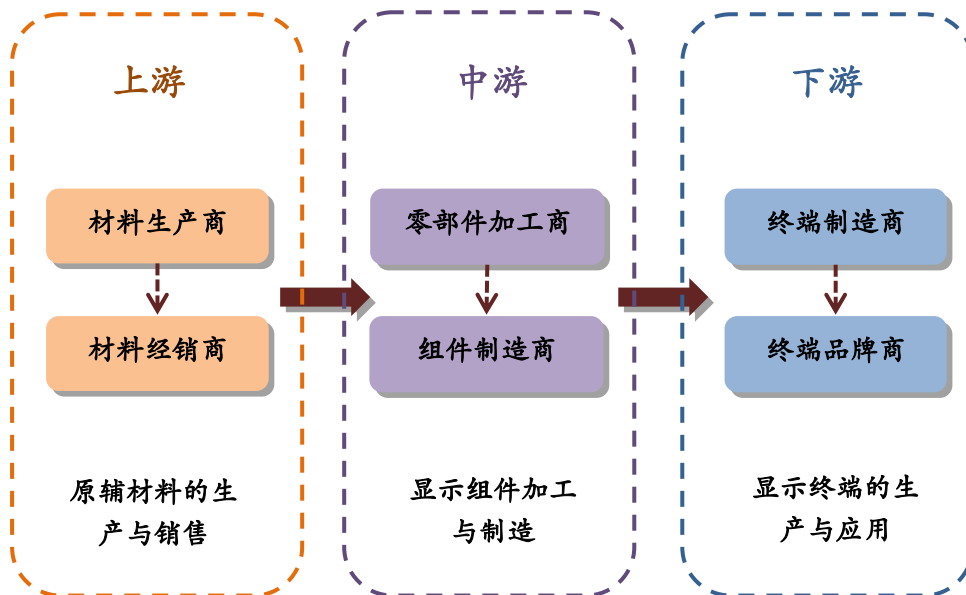 上游
材料生产商
材料经销商
原辅材料的生
产与销售
中游
零部件加工商
组件制造商
显示组件加工
与制造
下游
终端制造商
终端品牌商
显示终端的生
产与应用